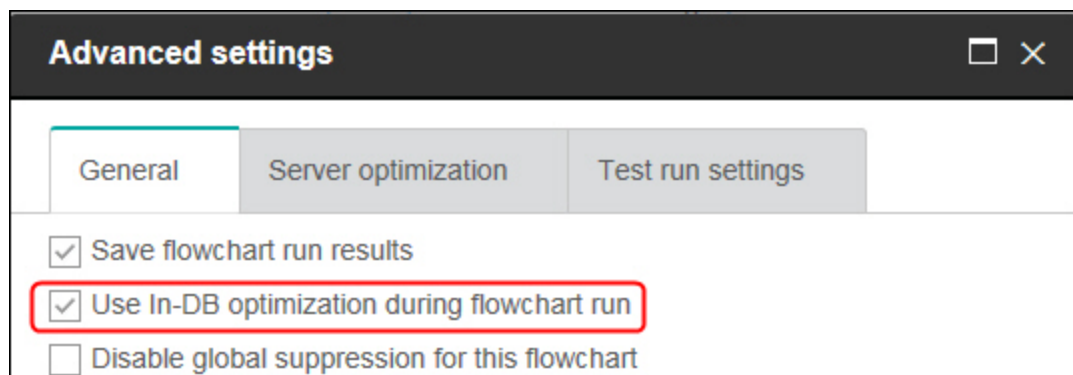 Advanced settings
General Server optimization Test run settings
Save flowchart run results
Use In-DB optimization during flowchart run
Disable global suppression for this flowchart